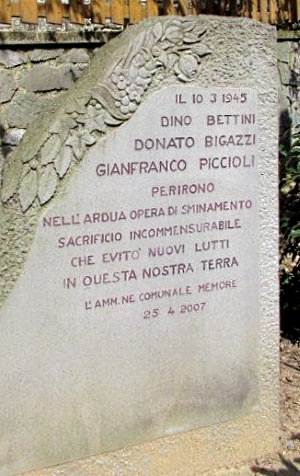 IL 10 3 1945
DINO BETTINI
DONATO BIGAZZI
GIANFRANCO PICCIOLI
PERIRONO
NELL'ARDUA OPERA DI SMINAMENTO
SACRIFICIO INCOMMENSURABILE
CHE EVITO' NUOVI LUTTI
IN QUESTA NOSTRA TERRA
L'AMM.NE COMUNALE MEMORE
25 4 2007